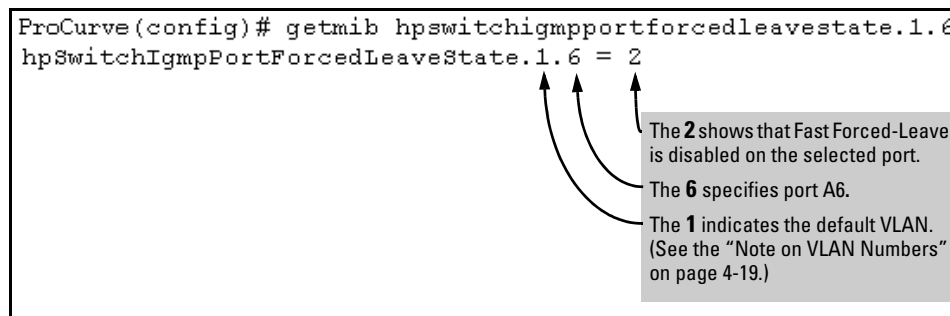 ProCurve(config)# getmib hpswitchigmpportforcedleavestate.1.6
hpSwitchIgmpPortForcedLeaveState.1.6 = 2
The 2 shows that Fast Forced-Leave
is disabled on the selected port.
The 6 specifies port A6.
The 1 indicates the default VLAN.
(See the “Note on VLAN Numbers”
on page 4-19.)